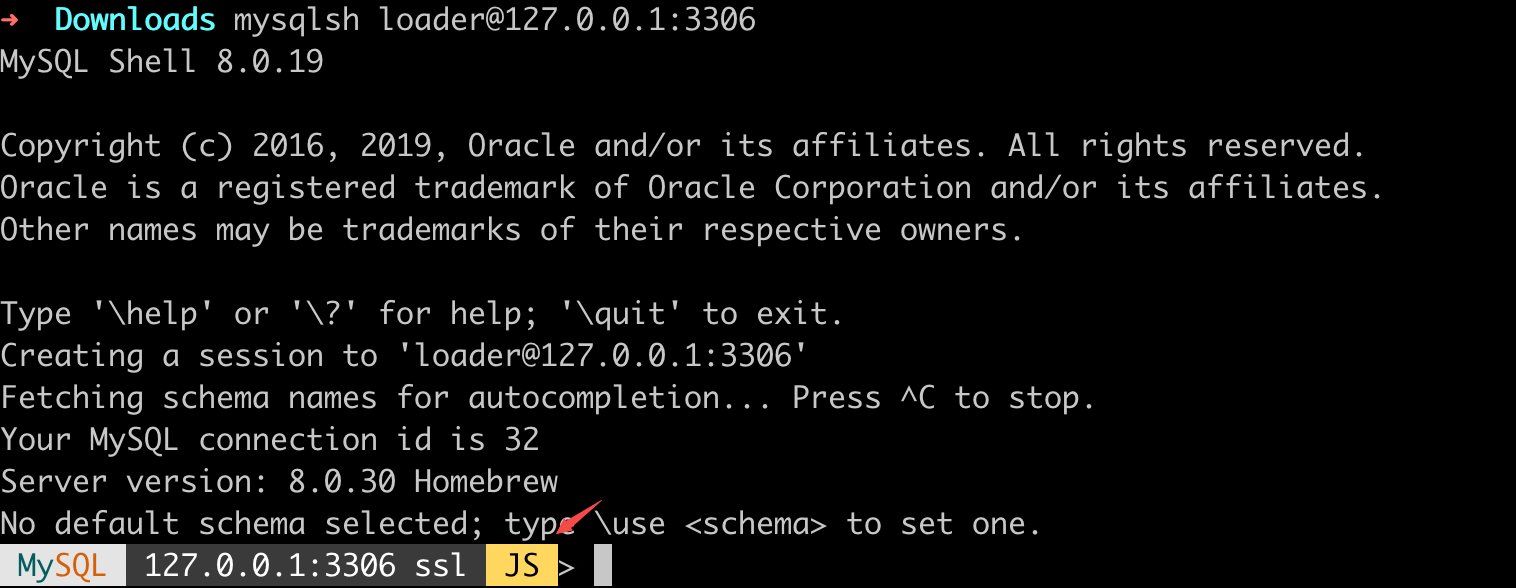 ➜  Downloads mysqlsh loader@127.0.0.1:3306
MySQL Shell 8.0.19
Copyright (c) 2016, 2019, Oracle and/or its affiliates. All rights reserved.
Oracle is a registered trademark of Oracle Corporation and/or its affiliates.
Other names may be trademarks of their respective owners.
Type '\help' or '\?' for help; '\quit' to exit.
Creating a session to 'loader@127.0.0.1:3306'
Fetching schema names for autocompletion... Press ^C to stop.
Your MySQL connection id is 32
Server version: 8.0.30 Homebrew
No default schema selected; type \use <schema> to set one.
MySQL 127.0.0.1:3306 ssl JS >